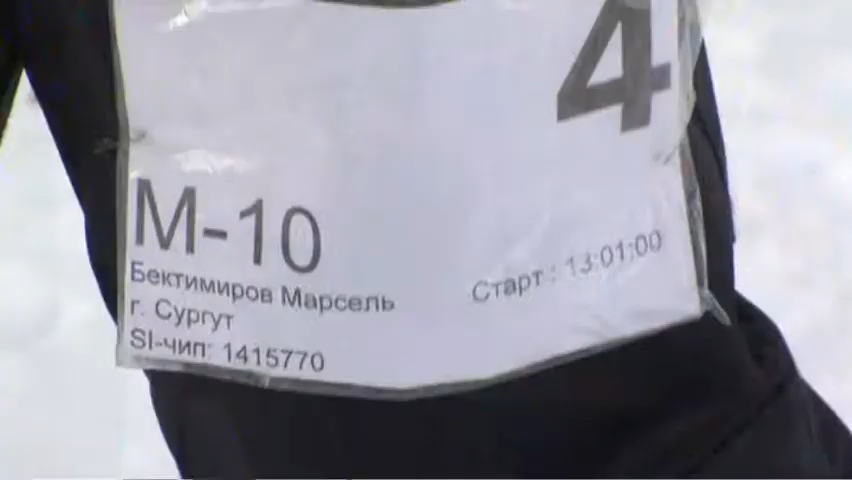 4
М-10
Бектимиров Марсель
г. Сургут
SI-чип: 1415770
Старт : 13:01:00